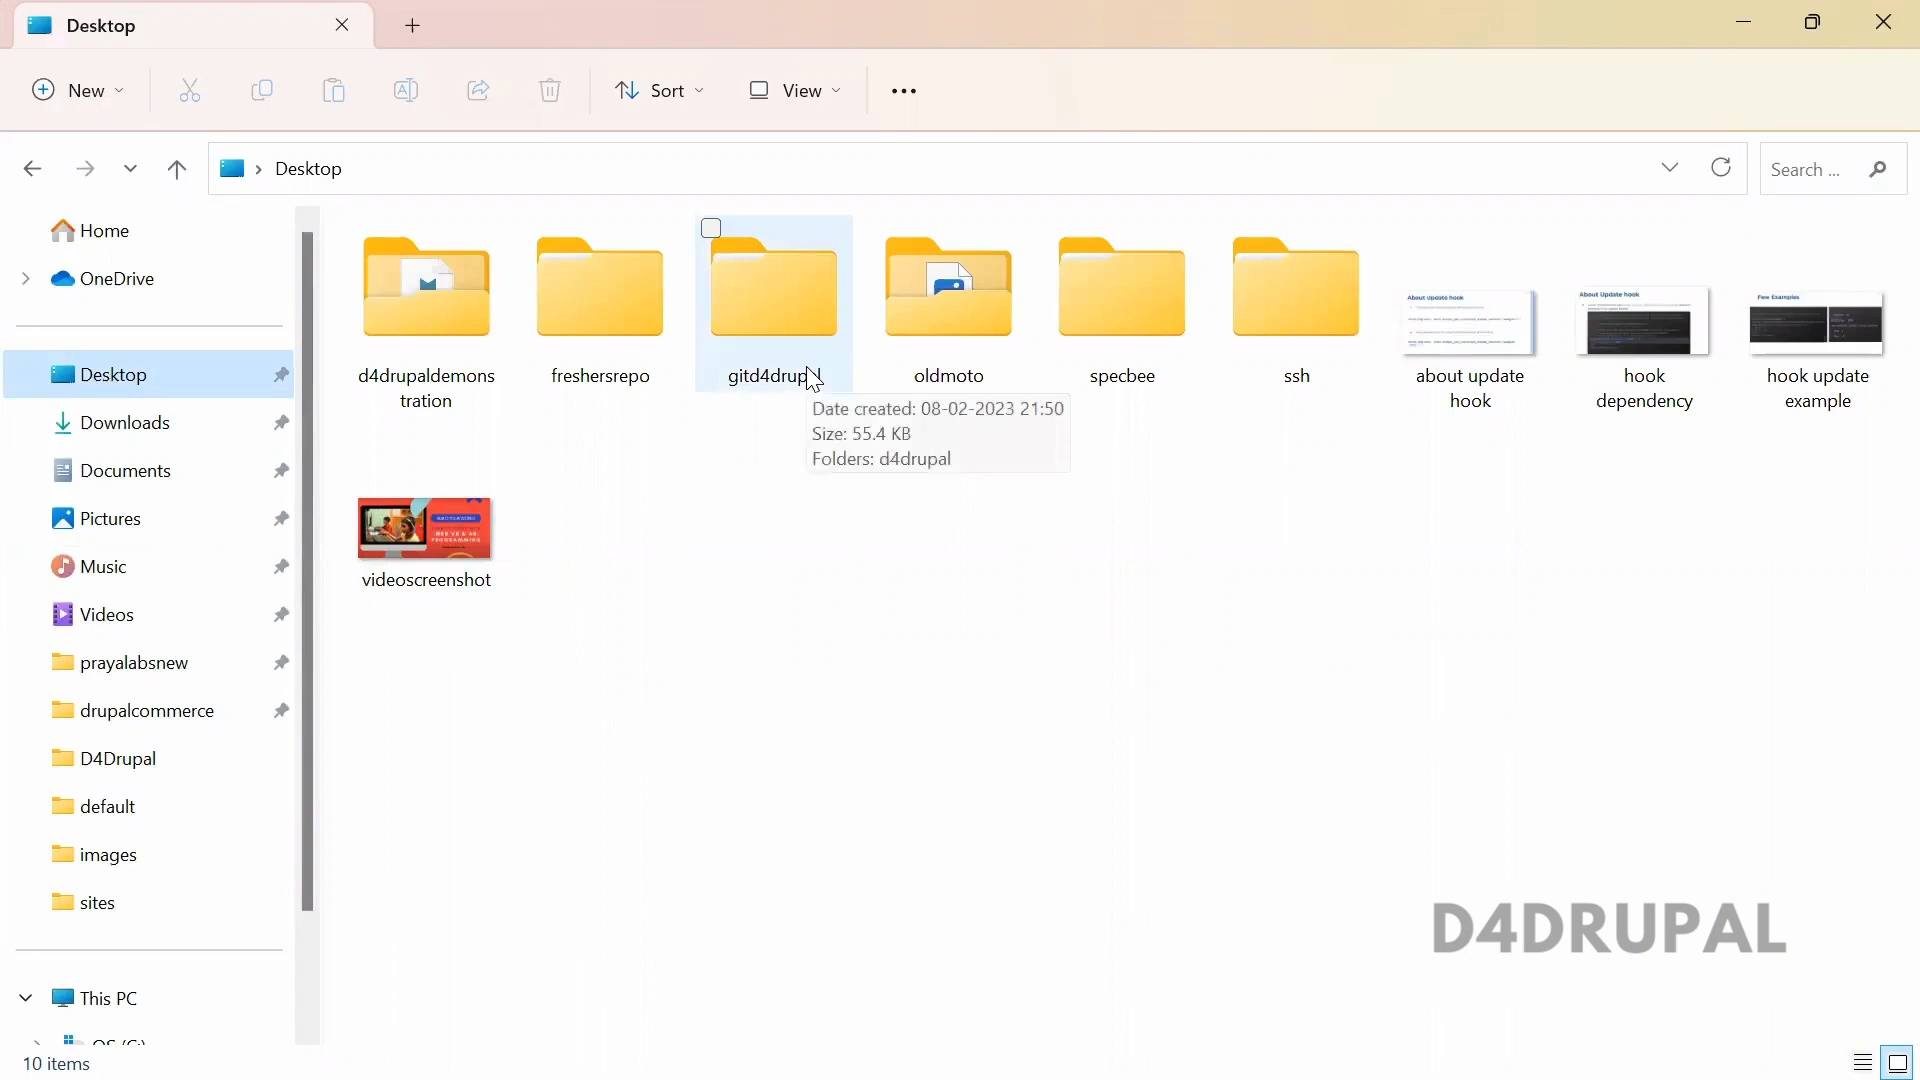 Desktop
New
Sort
View
Desktop
Search ...
Home
OneDrive
Desktop
Downloads
Documents
Pictures
Music
Videos
prayalabsnew
drupalcommerce
D4Drupal
default
images
sites
This PC
10 items
d4drupaldemons
tration
freshersrepo
gitd4drupal
oldmoto
specbee
ssh
About Update hook
about update
hook
About Update hook
hook
dependency
Few Examples
hook update
example
Date created: 08-02-2023 21:50
Size: 55.4 KB
Folders: d4drupal
videoscreenshot
D4DRUPAL